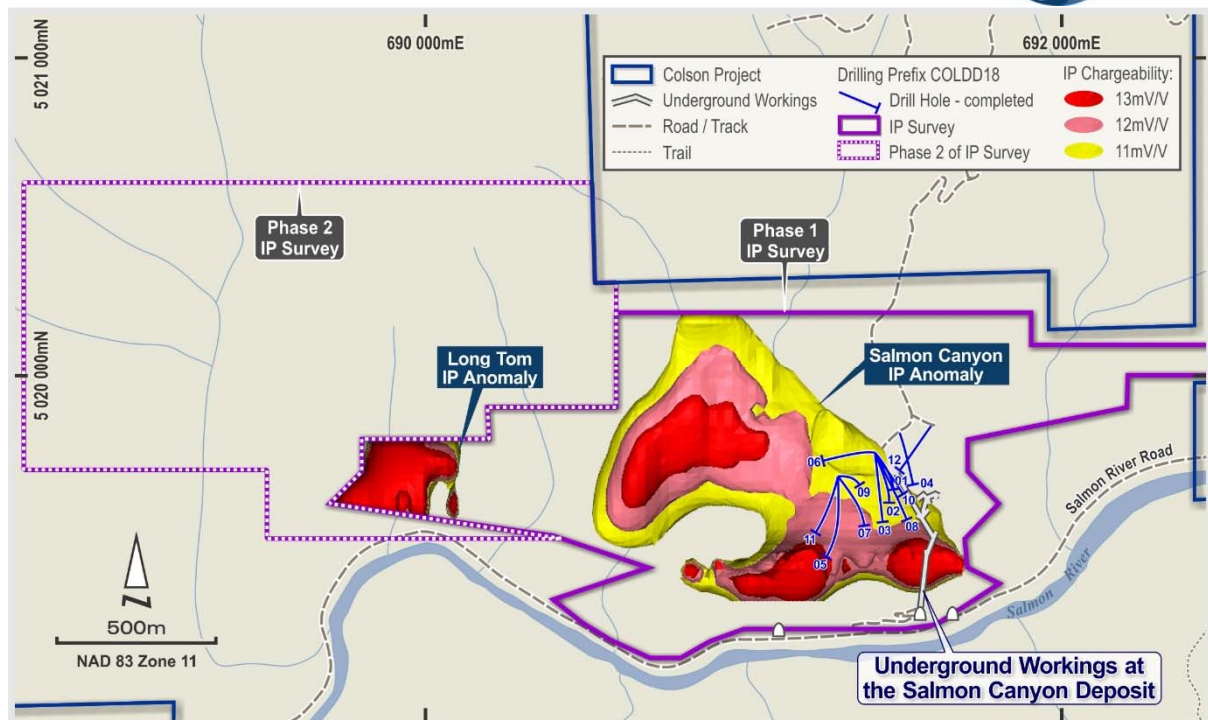 690 000mE
692 000mE
5 021 000mN
5 020 000mN
Colson Project
Underground Workings
Road / Track
Trail
Drilling Prefix COLDD18
Drill Hole - completed
IP Survey
Phase 2 of IP Survey
IP Chargeability:
13mV/V
12mV/V
11mV/V
Phase 2
IP Survey
Phase 1
IP Survey
Long Tom
IP Anomaly
Salmon Canyon
IP Anomaly
06
09
12
01
04
10
02
08
03
07
11
05
Salmon River Road
Salmon River
N
500m
NAD 83 Zone 11
Underground Workings at
the Salmon Canyon Deposit